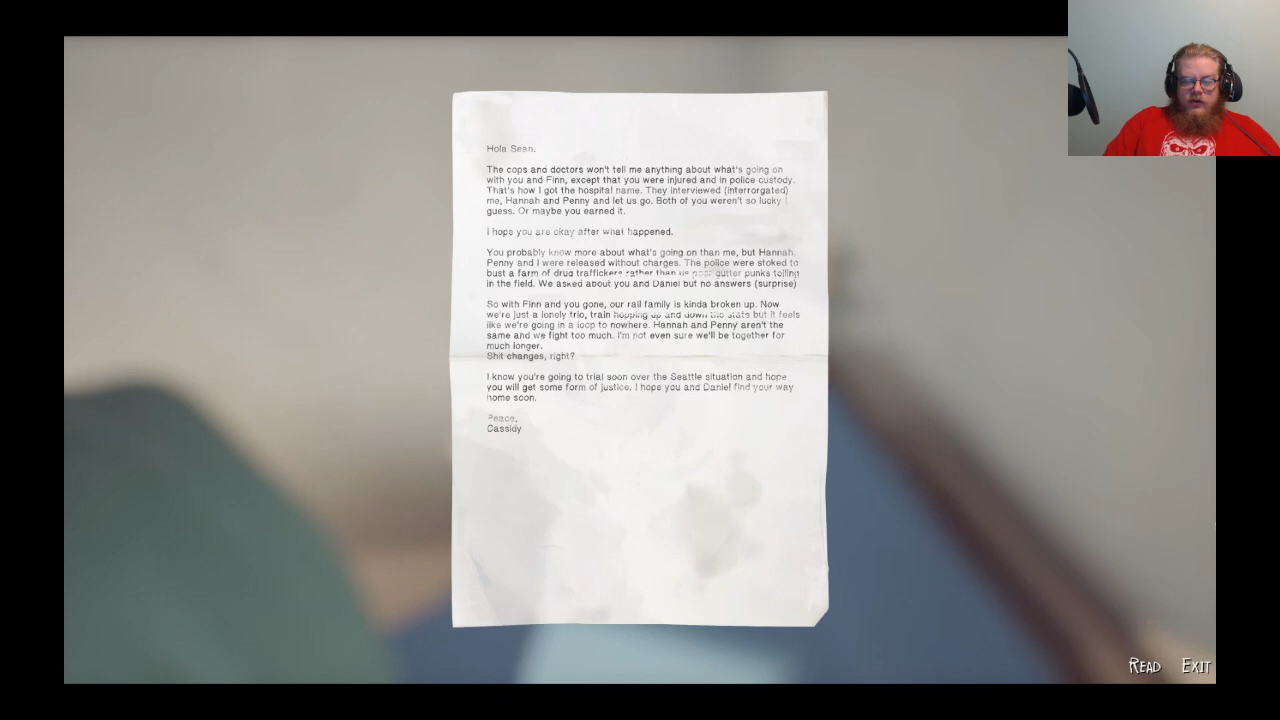 Hola Sean.
The cops and doctors won't tell me anything about what's going on
with you and Finn, except that you were injured and in police custody.
That's how I got the hospital name. They interviewed (interrorgated)
me, Hannah and Penny and let us go. Both of you weren't so lucky I
guess. Or maybe you earned it.
I hope you are okay after what happened.
You probably know more about what's going on than me, but Hannah,
Penny and I were released without charges. The police were stoked to
bust a farm of drug traffickers rather than us poor gutter punks toiling
in the field. We asked about you and Daniel but no answers (surprise)
So with Finn and you gone, our rail family is kinda broken up. Now
we're just a lonely trio, train hopping up and down the stats but it feels
like we're going in a loop to nowhere. Hannah and Penny aren't the
same and we fight too much. I'm not even sure we'll be together for
much longer.
Shit changes, right?
I know you're going to trial soon over the Seattle situation and hope
you will get some form of justice. I hope you and Daniel find your way
home soon.
Peace,
Cassidy
READ EXIT